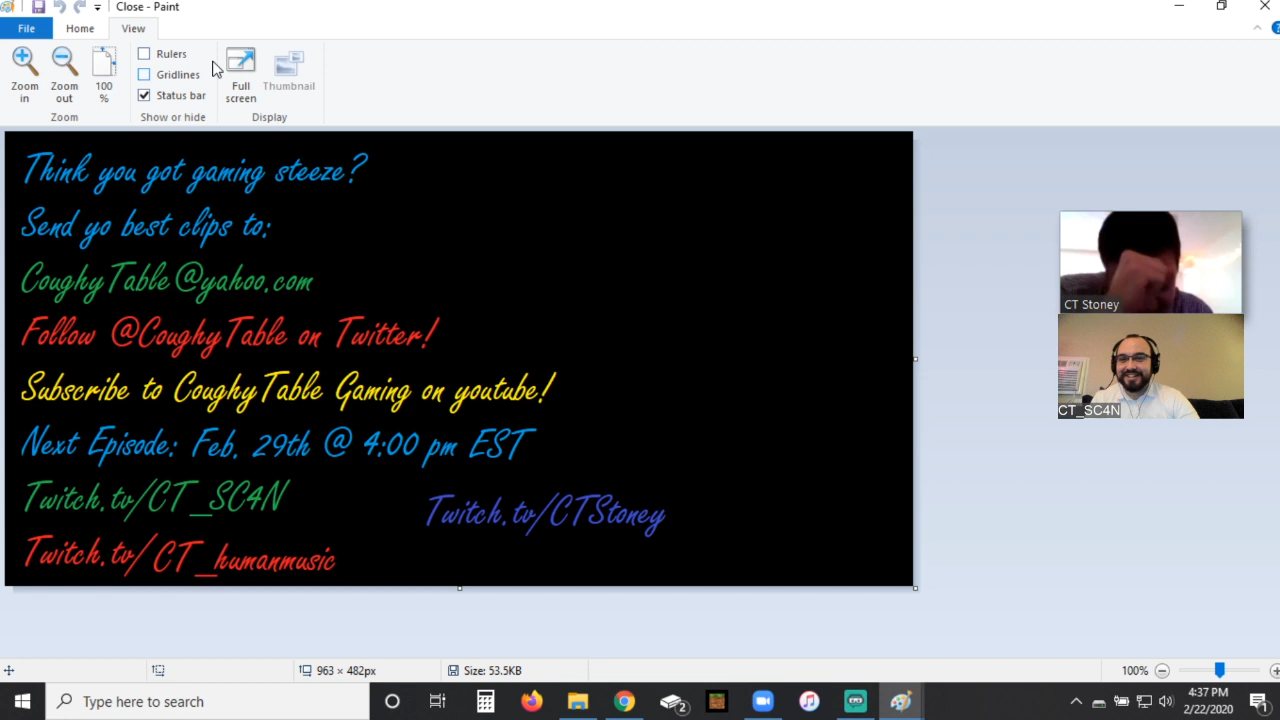 Close - Paint
File Home View
Zoom in
Zoom out
100 %
Rulers
Gridlines
Status bar
Full screen
Thumbnail
Zoom
Show or hide
Display
Think you got gaming steeze?
Send yo best clips to:
CoughyTable@yahoo.com
Follow @CoughyTable on Twitter!
Subscribe to CoughyTable Gaming on youtube!
Next Episode: Feb. 29th @ 4:00 pm EST
Twitch.tv/CT_SC4N
Twitch.tv/CTStoney
Twitch.tv/CT_humanmusic
CT Stoney
CT_SC4N
963 × 482px
Size: 53.5KB
100%
Type here to search
2
4:37 PM
2/22/2020
1